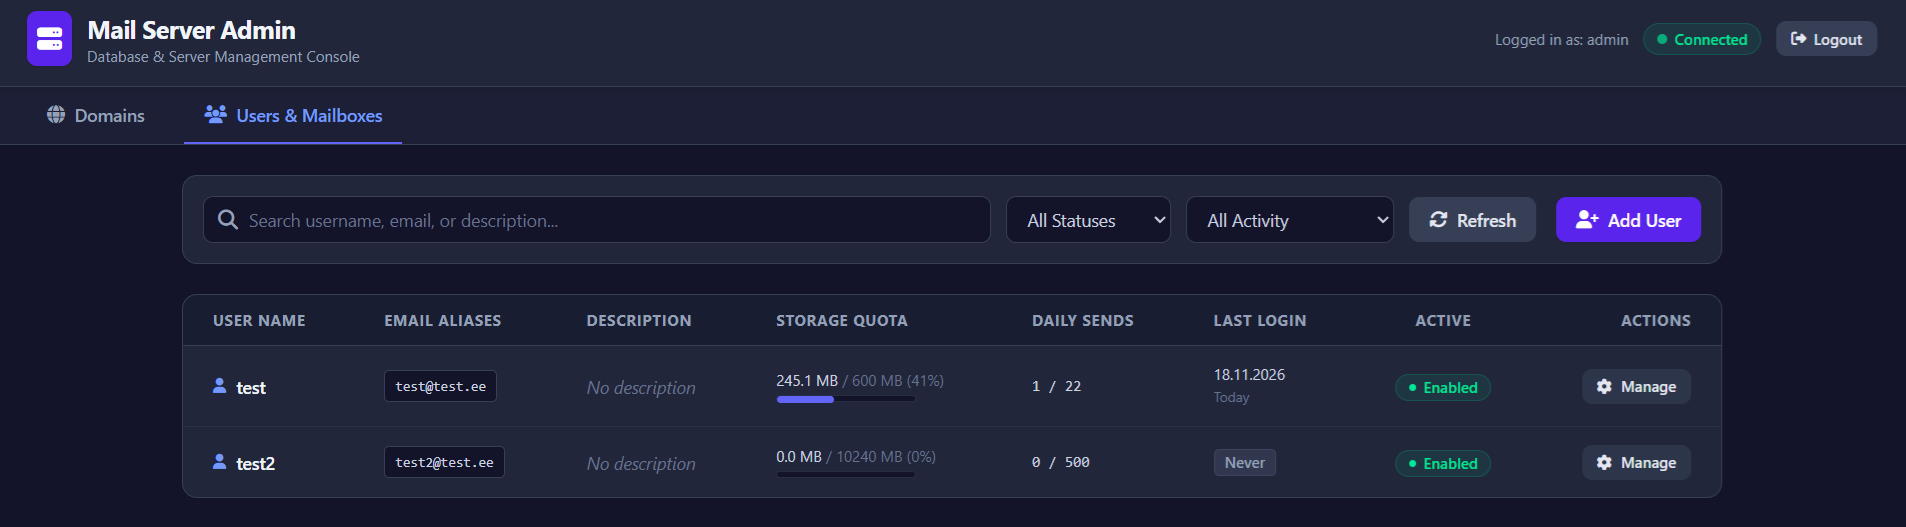 Mail Server Admin
Database & Server Management Console
Logged in as: admin
Connected
Logout
Domains
Users & Mailboxes
Search username, email, or description...
All Statuses
All Activity
Refresh
Add User
USER NAME EMAIL ALIASES DESCRIPTION STORAGE QUOTA DAILY SENDS LAST LOGIN ACTIVE ACTIONS
test test@test.ee No description 245.1 MB / 600 MB (41%) 1 / 22 18.11.2026 Enabled Manage
Today
test2 test2@test.ee No description 0.0 MB / 10240 MB (0%) 0 / 500 Never Enabled Manage